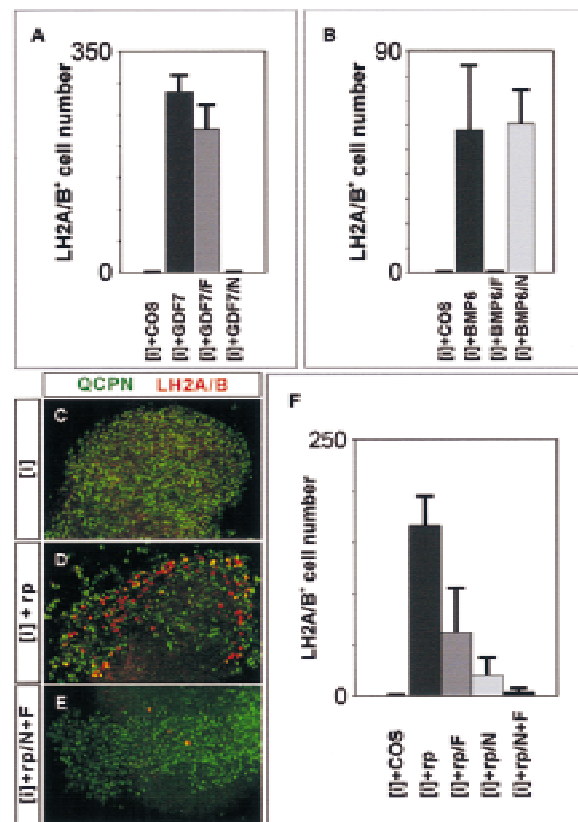 A
350
LH2A/B+ cell number
0
[i]+COS
[i]+GDF7
[i]+GDF7/F
[i]+GDF7/N
B
90
LH2A/B+ cell number
0
[i]+COS
[i]+BMP6
[i]+BMP6/F
[i]+BMP6/N
QCPN LH2A/B
C
[i]
D
[i] + rp
E
[i]+rp/N+F
F
250
LH2A/B+ cell number
0
[i]+COS
[i]+rp
[i]+rp/F
[i]+rp/N
[i]+rp/N+F